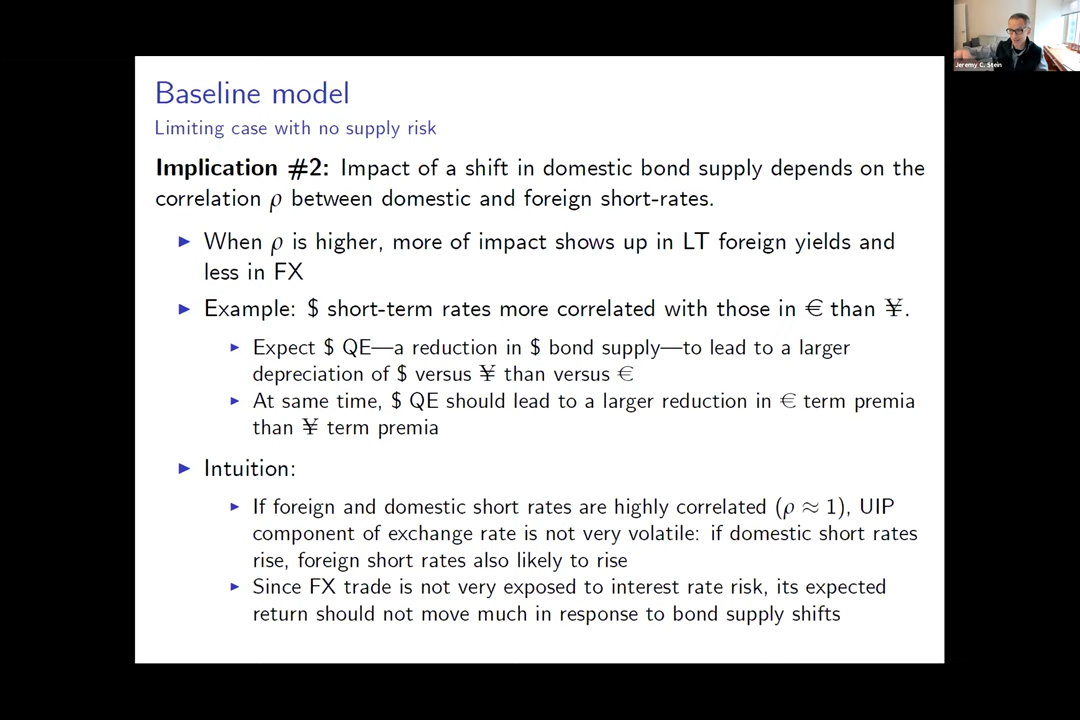 Baseline model
Limiting case with no supply risk
Implication #2: Impact of a shift in domestic bond supply depends on the
correlation ρ between domestic and foreign short-rates.
▶ When ρ is higher, more of impact shows up in LT foreign yields and
less in FX
▶ Example: $ short-term rates more correlated with those in € than ¥.
▶ Expect $ QE—a reduction in $ bond supply—to lead to a larger
depreciation of $ versus ¥ than versus €
▶ At same time, $ QE should lead to a larger reduction in € term premia
than ¥ term premia
▶ Intuition:
▶ If foreign and domestic short rates are highly correlated (ρ ≈ 1), UIP
component of exchange rate is not very volatile: if domestic short rates
rise, foreign short rates also likely to rise
▶ Since FX trade is not very exposed to interest rate risk, its expected
return should not move much in response to bond supply shifts
Jeremy C. Stein